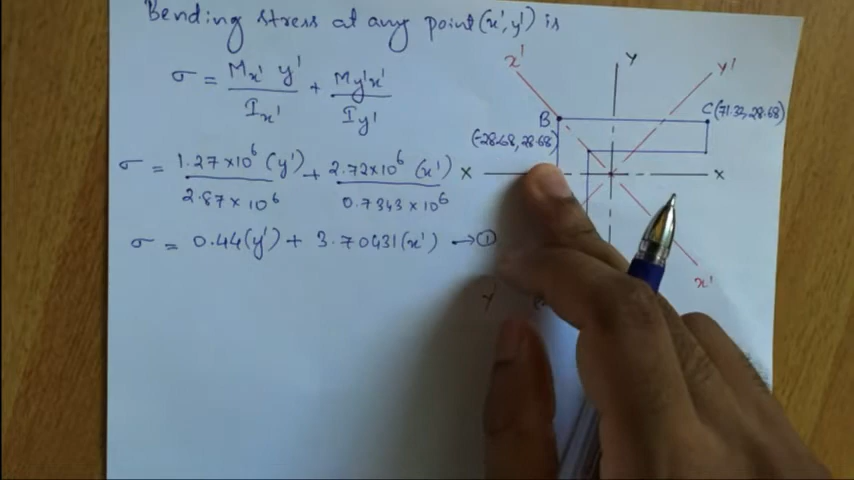 Bending stress at any point (x', y') is
σ = Mx' y' / Ix' + My' x' / Iy'
σ = 1.27 × 10⁶ (y') / 2.87 × 10⁶ + 2.72 × 10⁶ (x') / 0.7343 × 10⁶
σ = 0.44(y') + 3.70431(x') → ①
x'
Y
y'
B
C (71.32, 28.68)
(-28.68, 28.68)
X
X
y'
x'